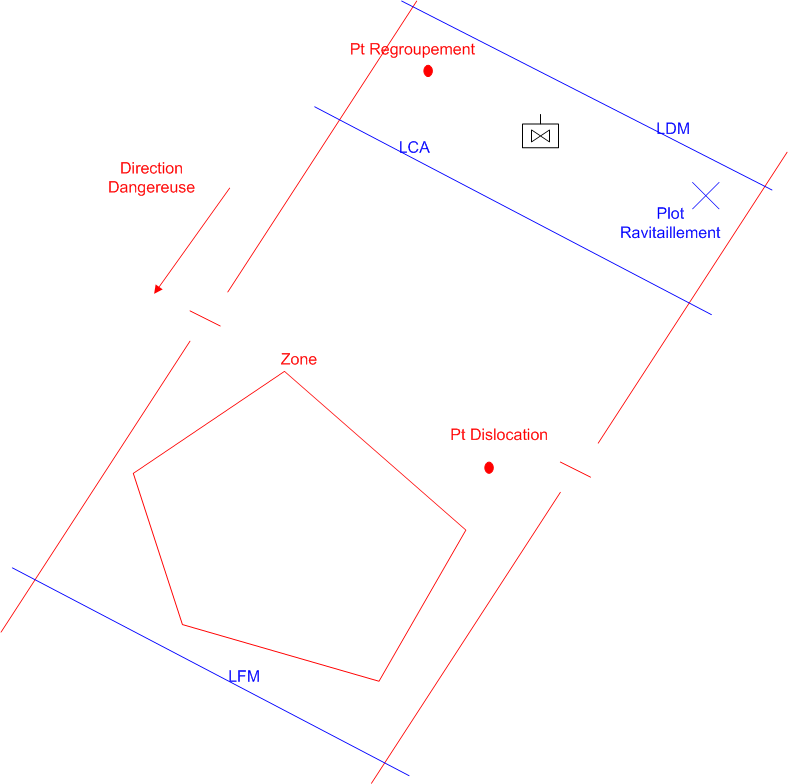 Pt Regroupement
LDM
LCA
Direction
Dangereuse
Plot
Ravitaillement
Zone
Pt Dislocation
LFM